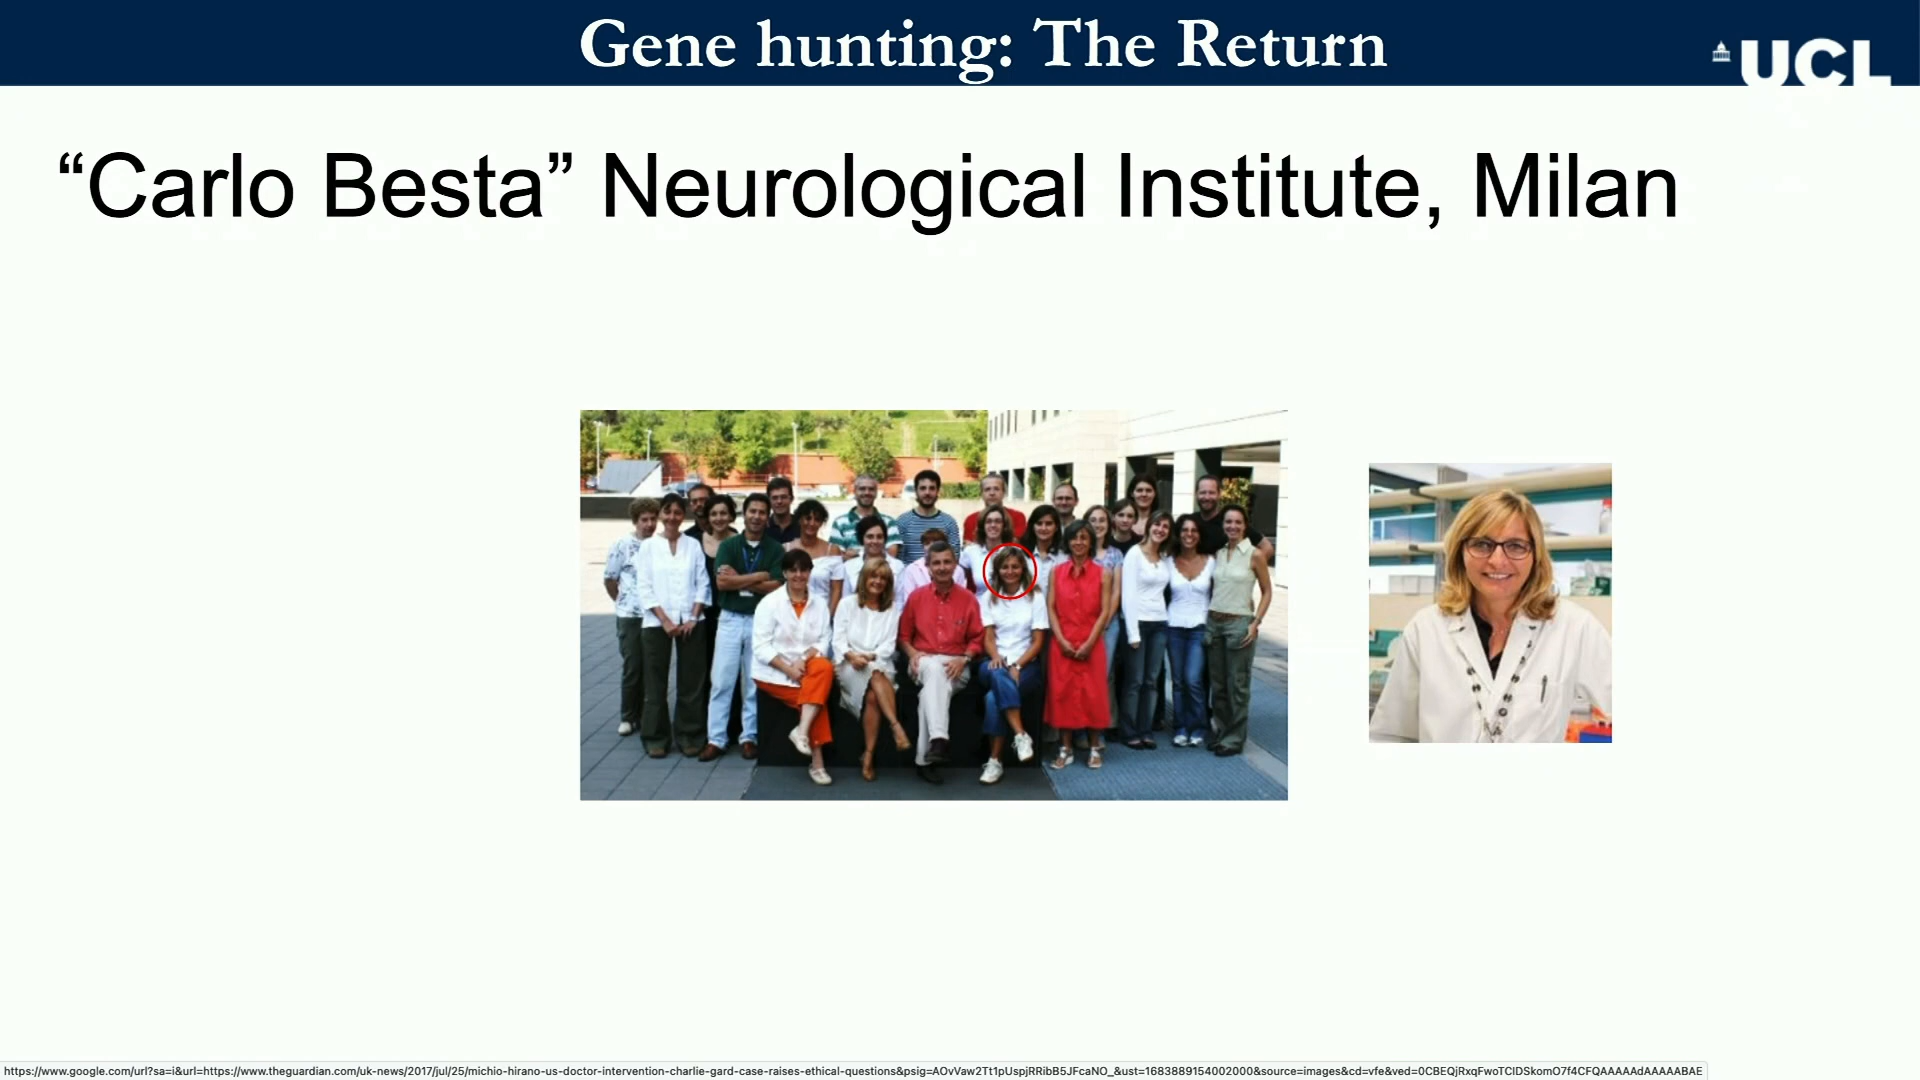 Gene hunting: The Return
UCL
“Carlo Besta” Neurological Institute, Milan
https://www.google.com/url?sa=i&url=https://www.theguardian.com/uk-news/2017/jul/25/michio-hirano-us-doctor-intervention-charlie-gard-case-raises-ethical-questions&psig=AOvVaw2Tt1pUspjRRibB5JFcaNO_&ust=1683889154002000&source=images&cd=vfe&ved=0CBEQjRxqFwoTCIDSkomO7f4CFQAAAAAdAAAAABAE